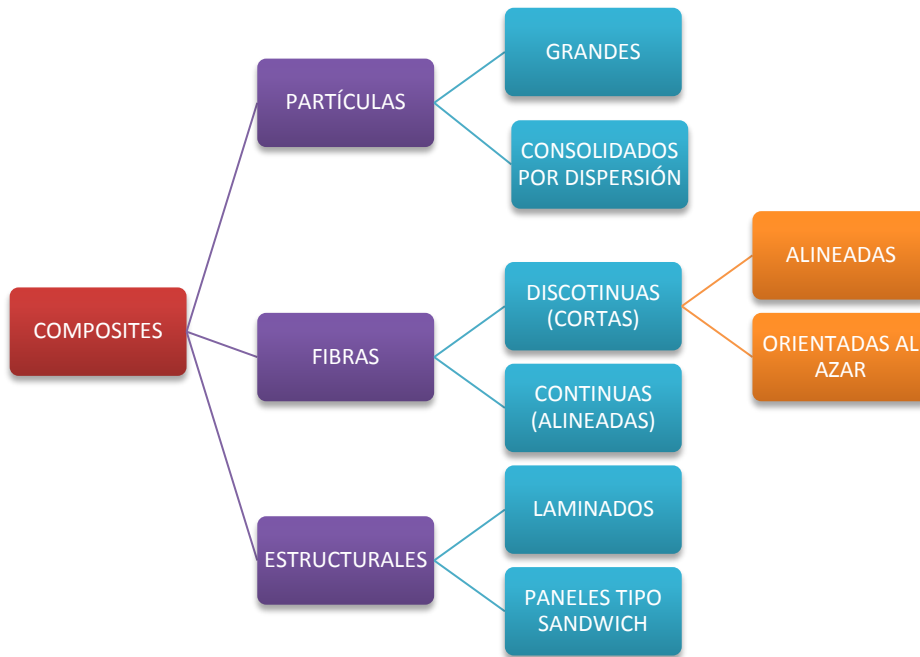 COMPOSITES
PARTÍCULAS
GRANDES
CONSOLIDADOS
POR DISPERSIÓN
FIBRAS
DISCOTINUAS
(CORTAS)
ALINEADAS
ORIENTADAS AL
AZAR
CONTINUAS
(ALINEADAS)
ESTRUCTURALES
LAMINADOS
PANELES TIPO
SANDWICH